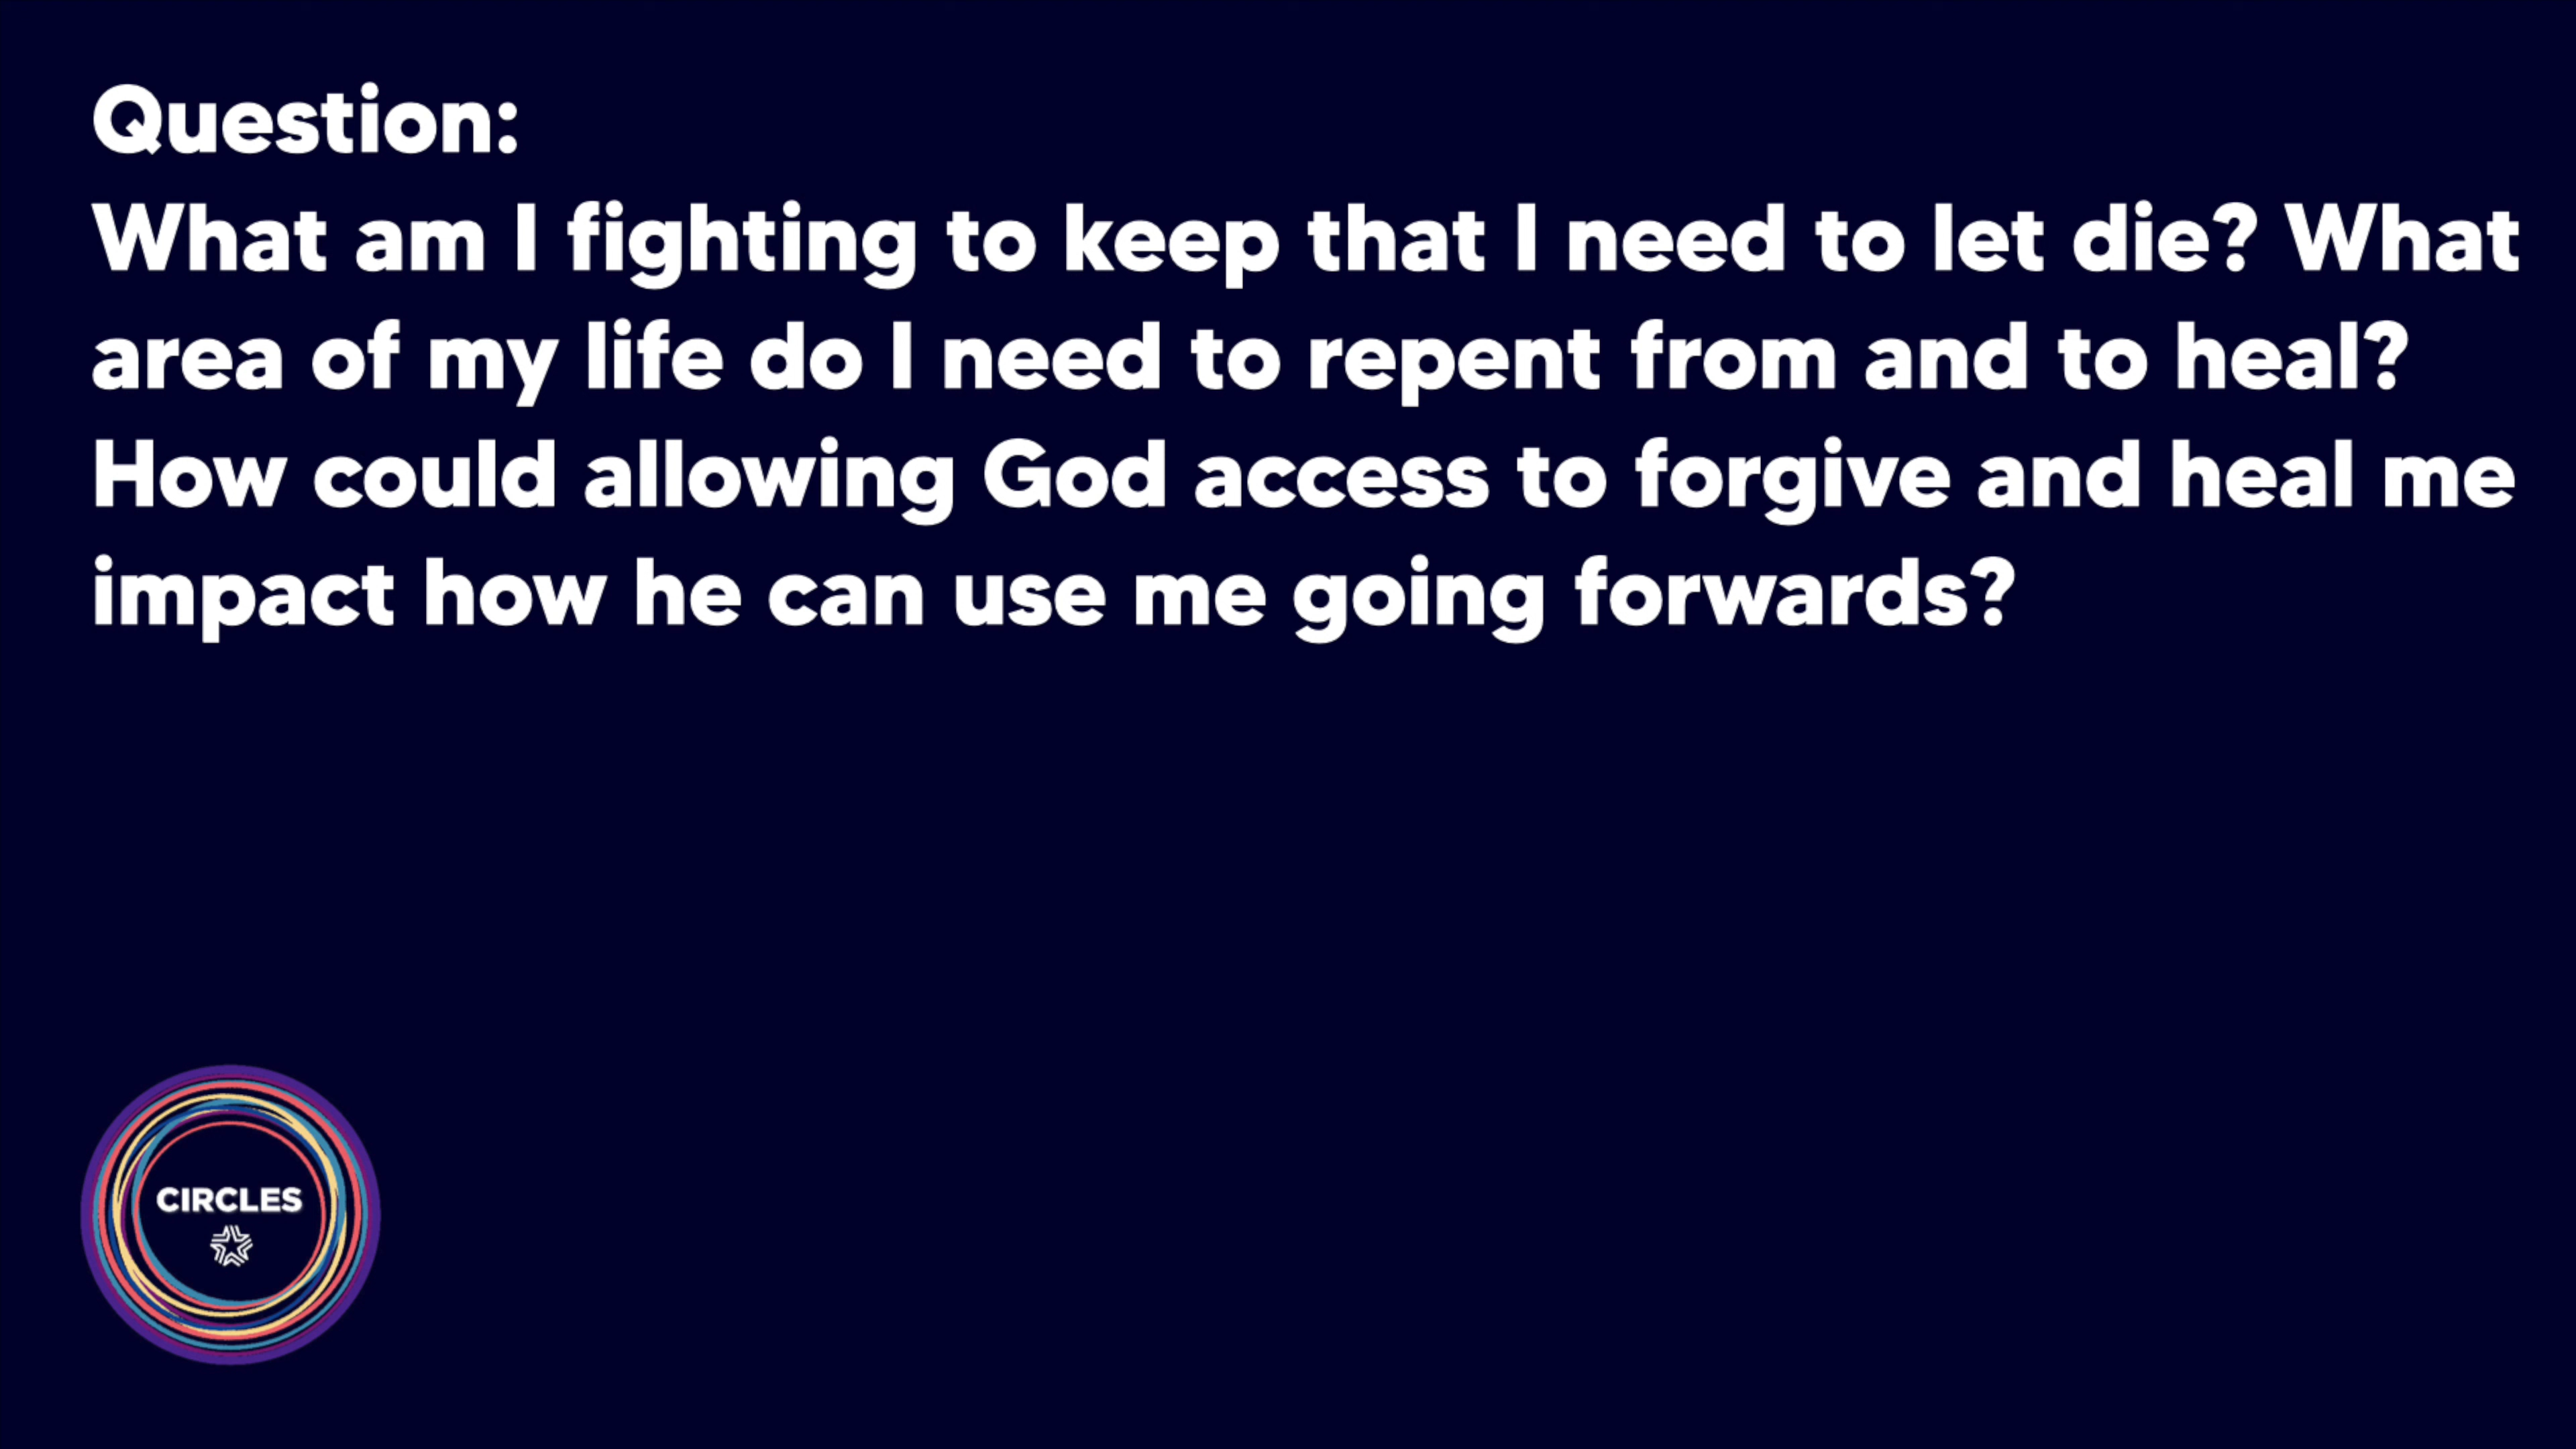 Question:
What am I fighting to keep that I need to let die? What
area of my life do I need to repent from and to heal?
How could allowing God access to forgive and heal me
impact how he can use me going forwards?
CIRCLES